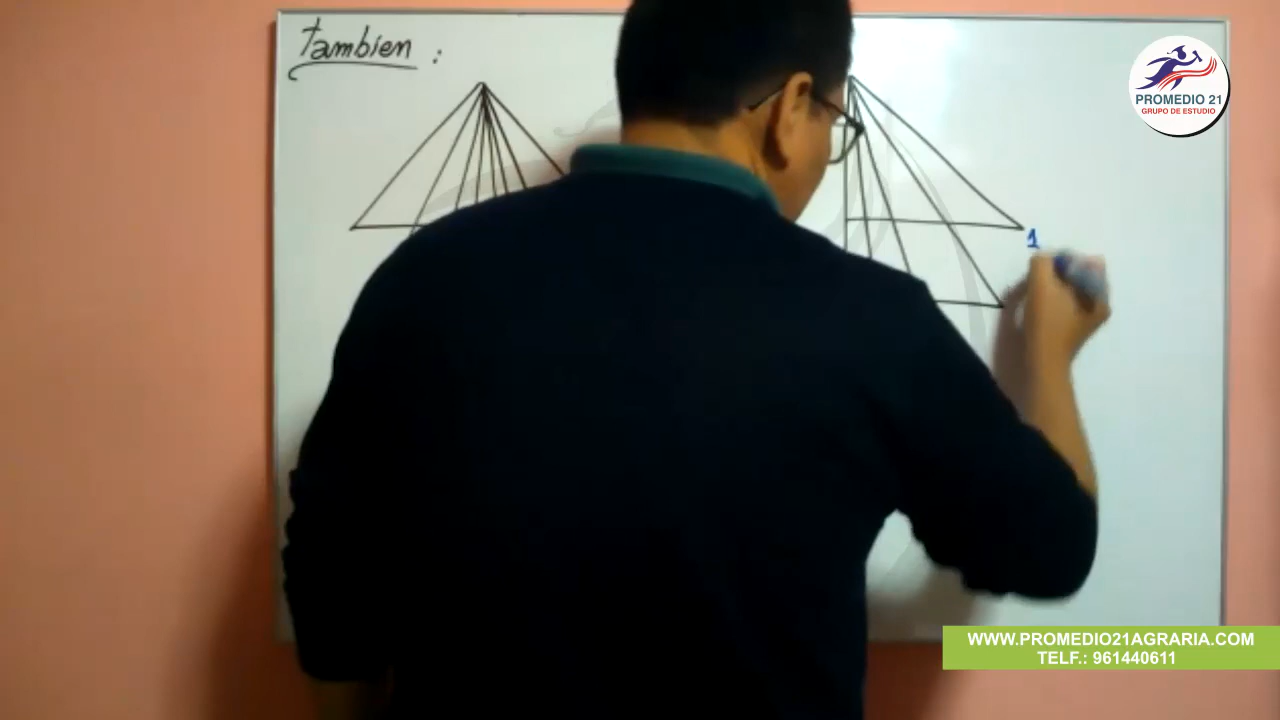 tambien :
1
PROMEDIO 21
GRUPO DE ESTUDIO
WWW.PROMEDIO21AGRARIA.COM
TELF.: 961440611